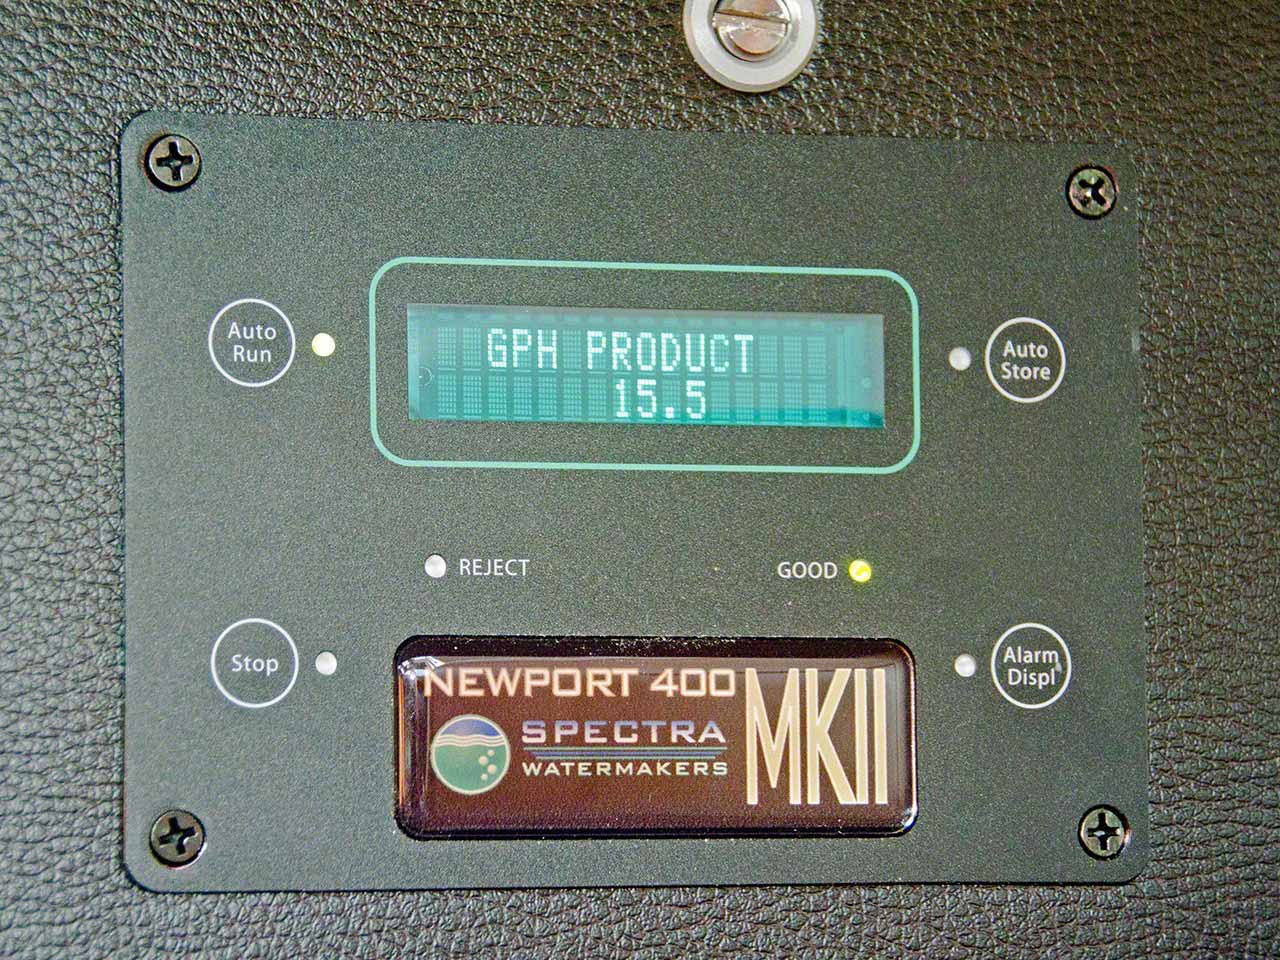 Auto
Run
GPH PRODUCT
15.5
Auto
Store
REJECT
GOOD
Stop
NEWPORT 400
SPECTRA
WATERMAKERS
MKII
Alarm
Displ